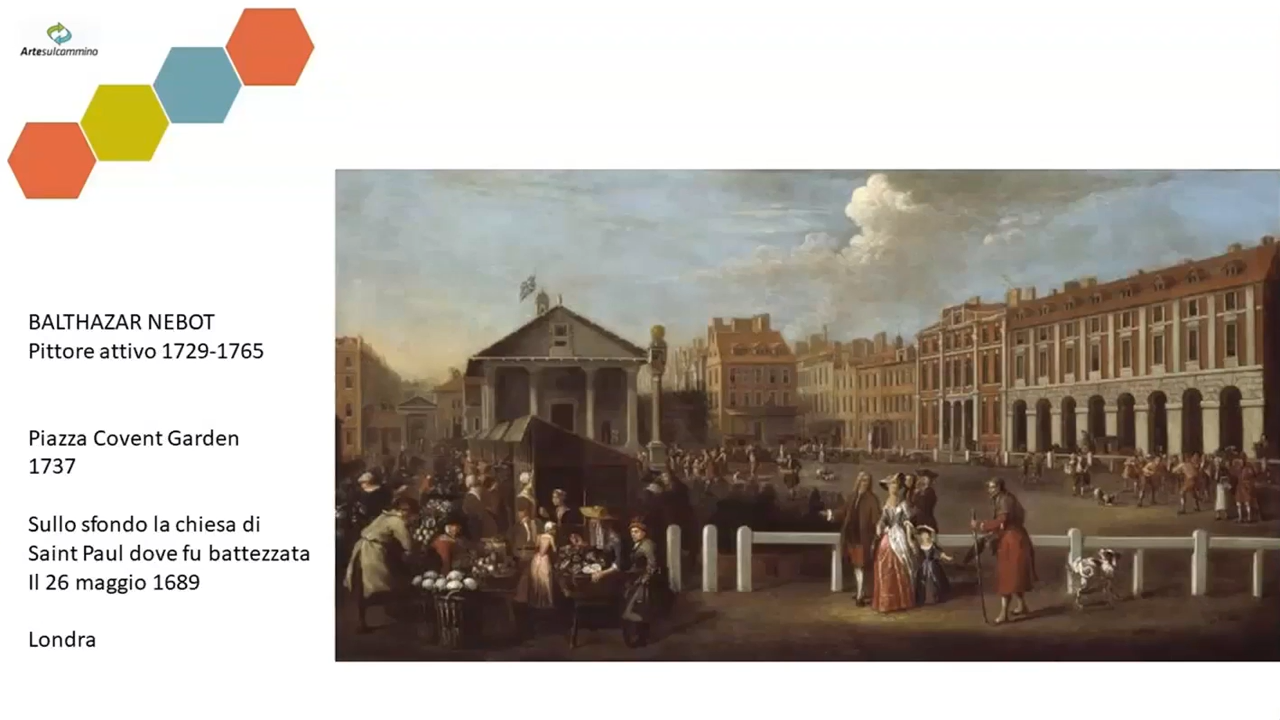 Artesulcammino
BALTHAZAR NEBOT
Pittore attivo 1729-1765
Piazza Covent Garden
1737
Sullo sfondo la chiesa di
Saint Paul dove fu battezzata
Il 26 maggio 1689
Londra